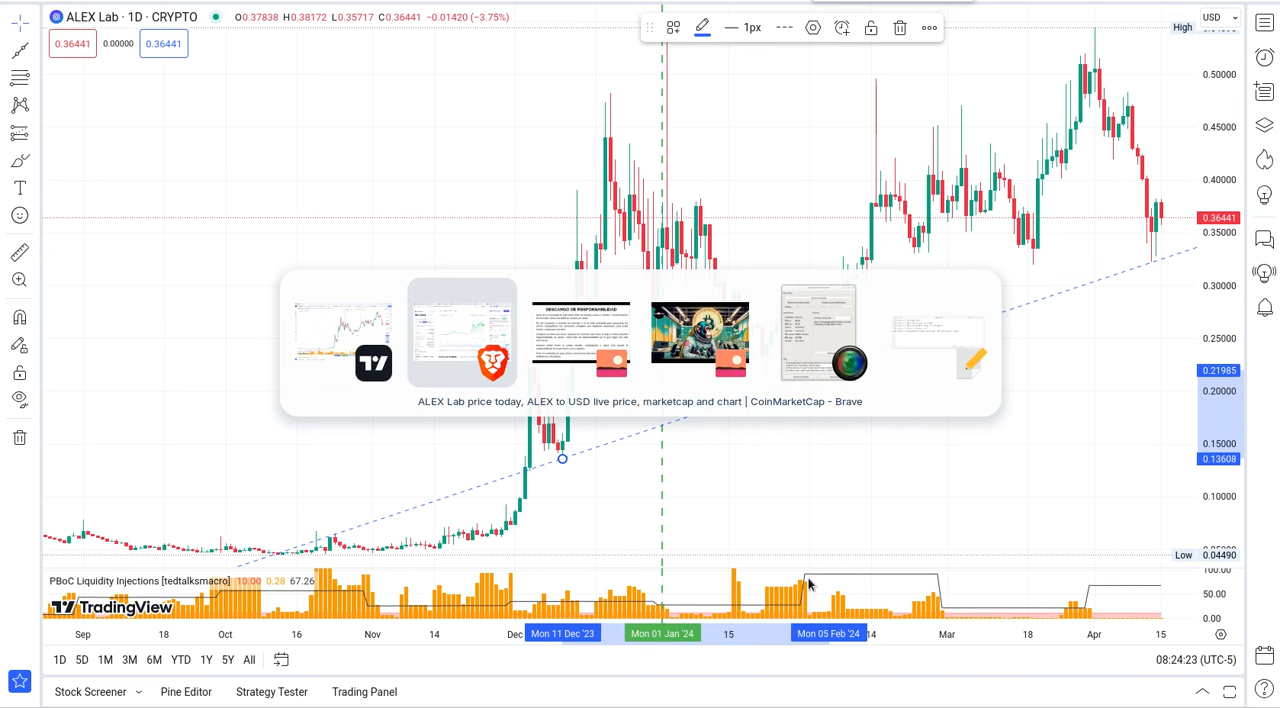 ALEX Lab · 1D · CRYPTO O0.37838 H0.38172 L0.35717 C0.36441 −0.01420 (−3.75%)
1px
USD
High
0.36441 0.00000 0.36441
0.50000
0.45000
0.40000
0.36441
0.35000
0.30000
DESCARGO DE RESPONSABILIDAD
0.25000
0.21985
0.20000
ALEX Lab price today, ALEX to USD live price, marketcap and chart | CoinMarketCap - Brave
0.15000
0.13608
0.10000
Low 0.04490
100.00
PBoC Liquidity Injections [tedtalksmacro] 10.00 0.28 67.26
50.00
TradingView
0.00
Sep 18 Oct 16 Nov 14 Dec Mon 11 Dec '23 Mon 01 Jan '24 15 Mon 05 Feb '24 14 Mar 18 Apr 15
1D 5D 1M 3M 6M YTD 1Y 5Y All
08:24:23 (UTC-5)
Stock Screener Pine Editor Strategy Tester Trading Panel